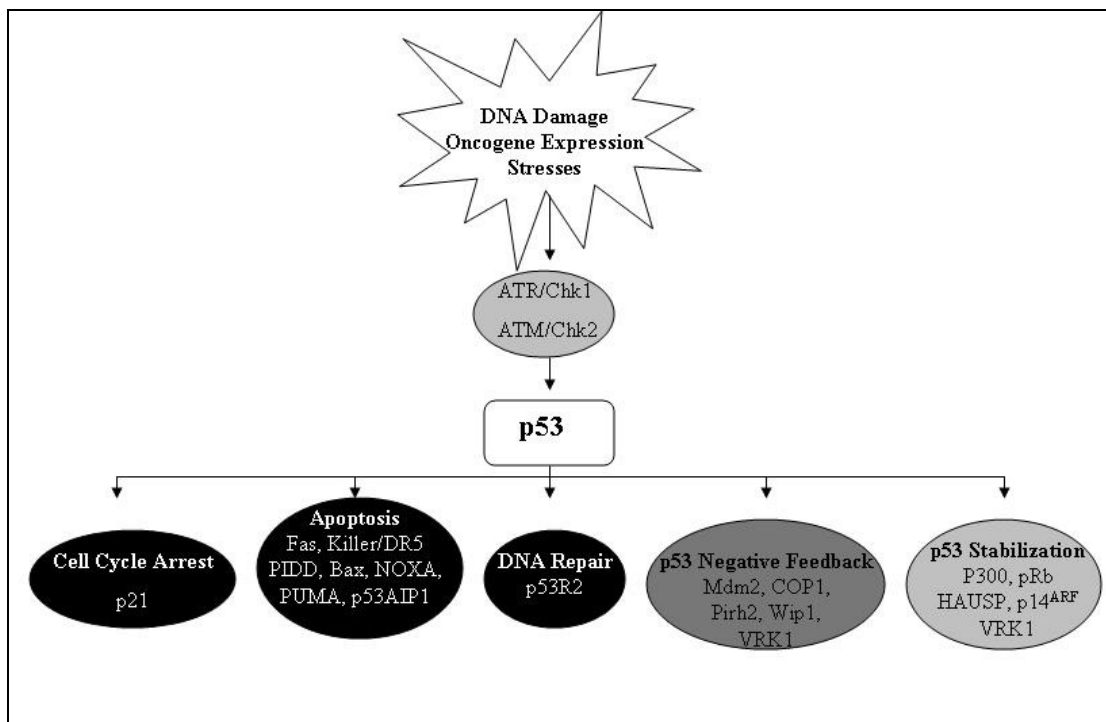 DNA Damage
Oncogene Expression
Stresses
ATR/Chk1
ATM/Chk2
p53
Cell Cycle Arrest
p21
Apoptosis
Fas, Killer/DR5
PIDD, Bax, NOXA,
PUMA, p53AIP1
DNA Repair
p53R2
p53 Negative Feedback
Mdm2, COP1,
Pirh2, Wip1,
VRK1
p53 Stabilization
P300, pRb
HAUSP, p14ᴬᴿᶠ
VRK1